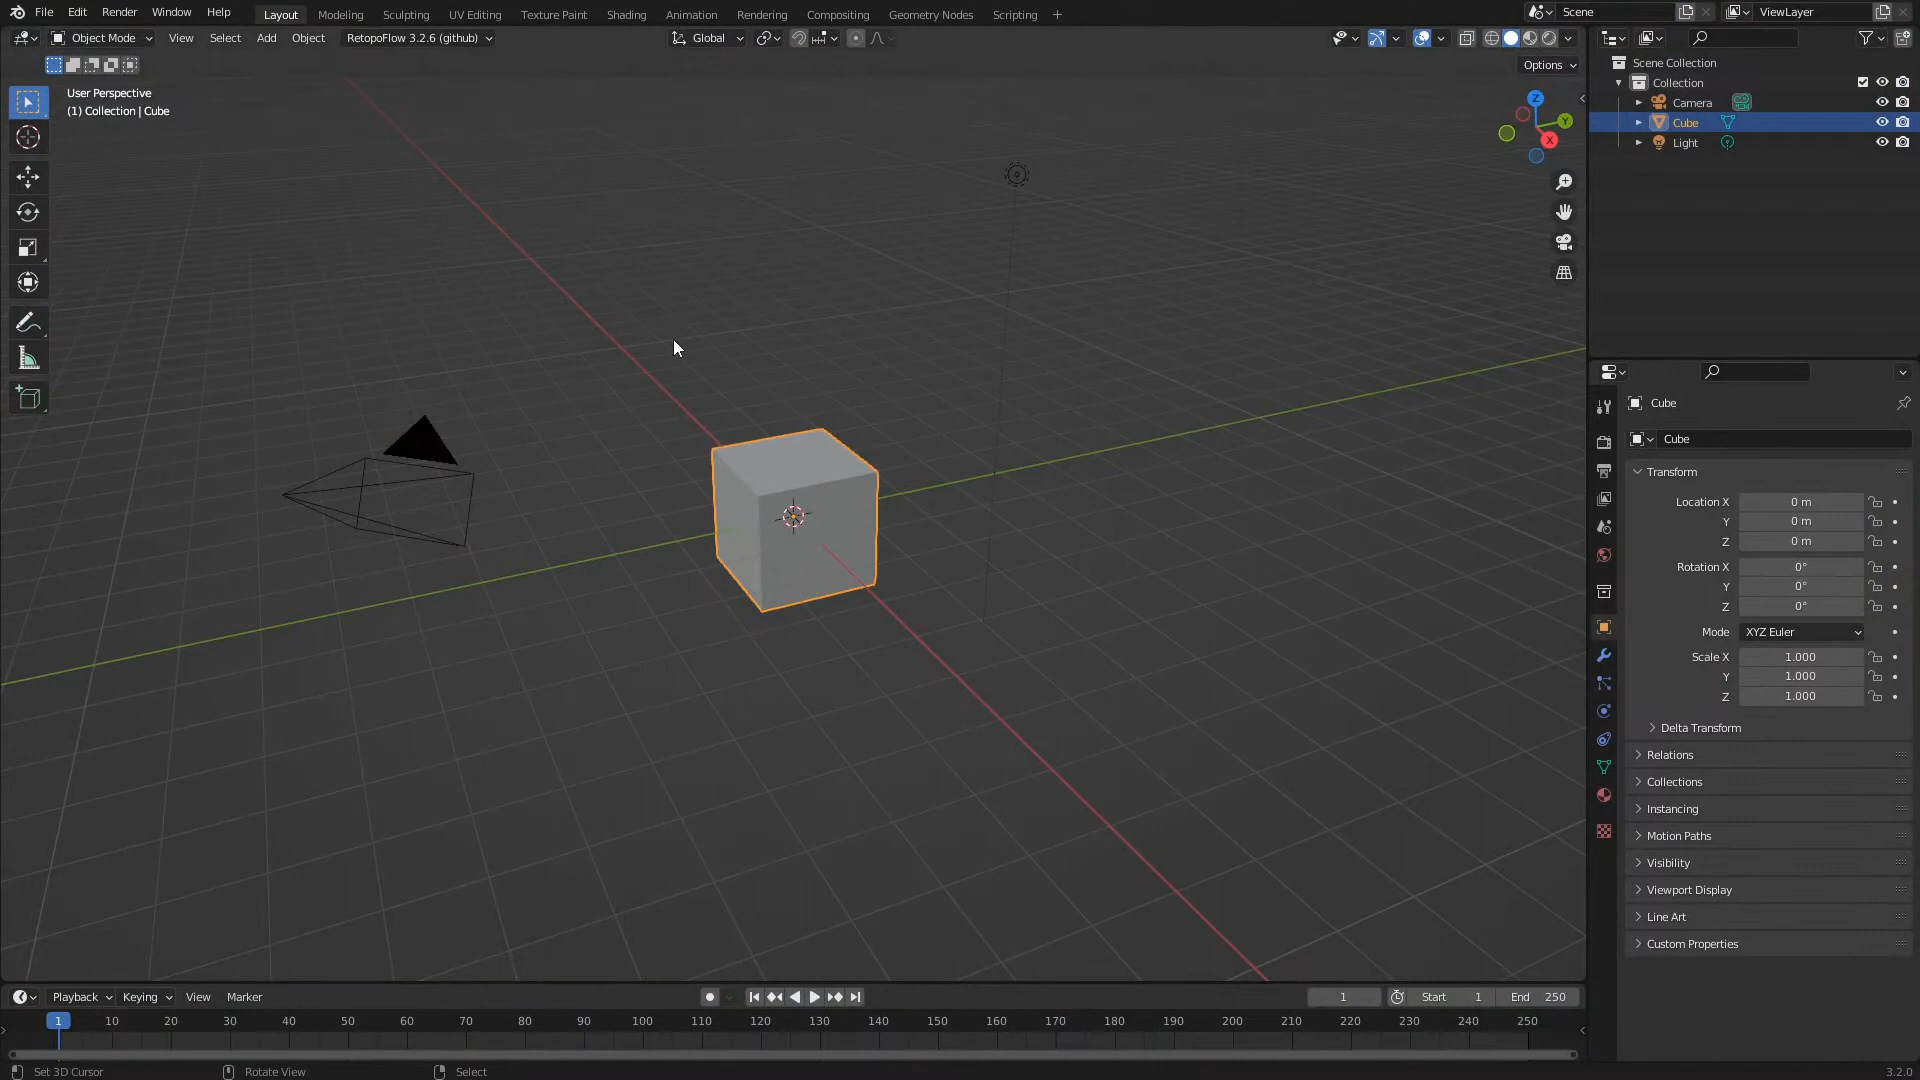 File Edit Render Window Help Layout Modeling Sculpting UV Editing Texture Paint Shading Animation Rendering Compositing Geometry Nodes Scripting + Scene ViewLayer
Object Mode View Select Add Object RetopoFlow 3.2.6 (github) Global
Options
User Perspective
(1) Collection | Cube
Z
Y
X
Scene Collection
Collection
Camera
Cube
Light
Cube
Cube
Transform
Location X 0 m
Y 0 m
Z 0 m
Rotation X 0°
Y 0°
Z 0°
Mode XYZ Euler
Scale X 1.000
Y 1.000
Z 1.000
Delta Transform
Relations
Collections
Instancing
Motion Paths
Visibility
Viewport Display
Line Art
Custom Properties
Playback Keying View Marker 1 Start 1 End 250
1 10 20 30 40 50 60 70 80 90 100 110 120 130 140 150 160 170 180 190 200 210 220 230 240 250
Set 3D Cursor Rotate View Select 3.2.0